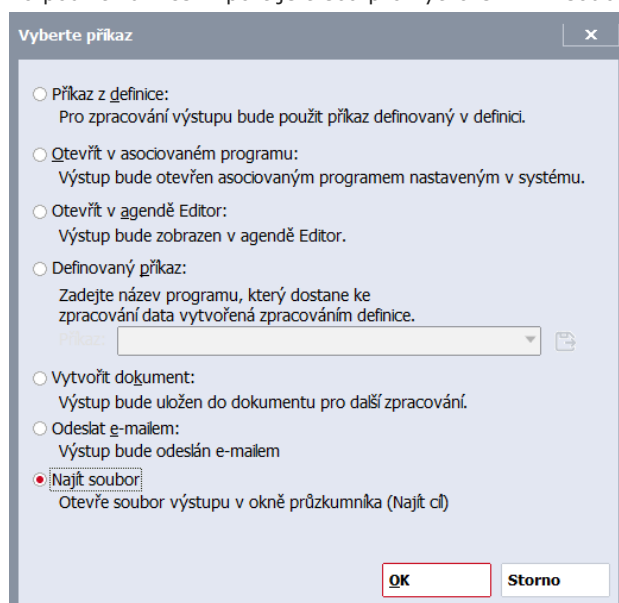 Vyberte příkaz
Příkaz z definice:
Pro zpracování výstupu bude použit příkaz definovaný v definici.
Otevřít v asociovaném programu:
Výstup bude otevřen asociovaným programem nastaveným v systému.
Otevřít v agendě Editor:
Výstup bude zobrazen v agendě Editor.
Definovaný příkaz:
Zadejte název programu, který dostane ke
zpracování data vytvořená zpracováním definice.
Příkaz:
Vytvořit dokument:
Výstup bude uložen do dokumentu pro další zpracování.
Odeslat e-mailem:
Výstup bude odeslán e-mailem
Najít soubor
Otevře soubor výstupu v okně průzkumníka (Najít cíl)
OK Storno